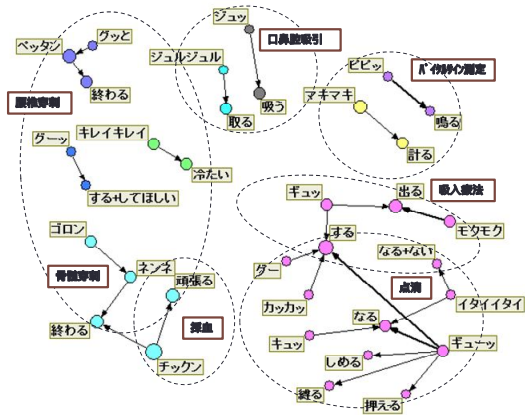 ジュッ
口鼻腔吸引
グッと
ペッタン
ジュルジュル
ピピッ
ﾊﾞｲﾀﾙｻｲﾝ測定
終わる
吸う
マキマキ
腰椎穿刺
取る
鳴る
グーッ
キレイキレイ
計る
冷たい
する+してほしい
ギュッ
出る
吸入療法
ゴロン
する
モクモク
なる+ない
骨髄穿刺
ネンネ
グー
頑張る
点滴
カッカッ
イタイイタイ
終わる
採血
なる
キュッ
ギューッ
チックン
しめる
縛る
押える